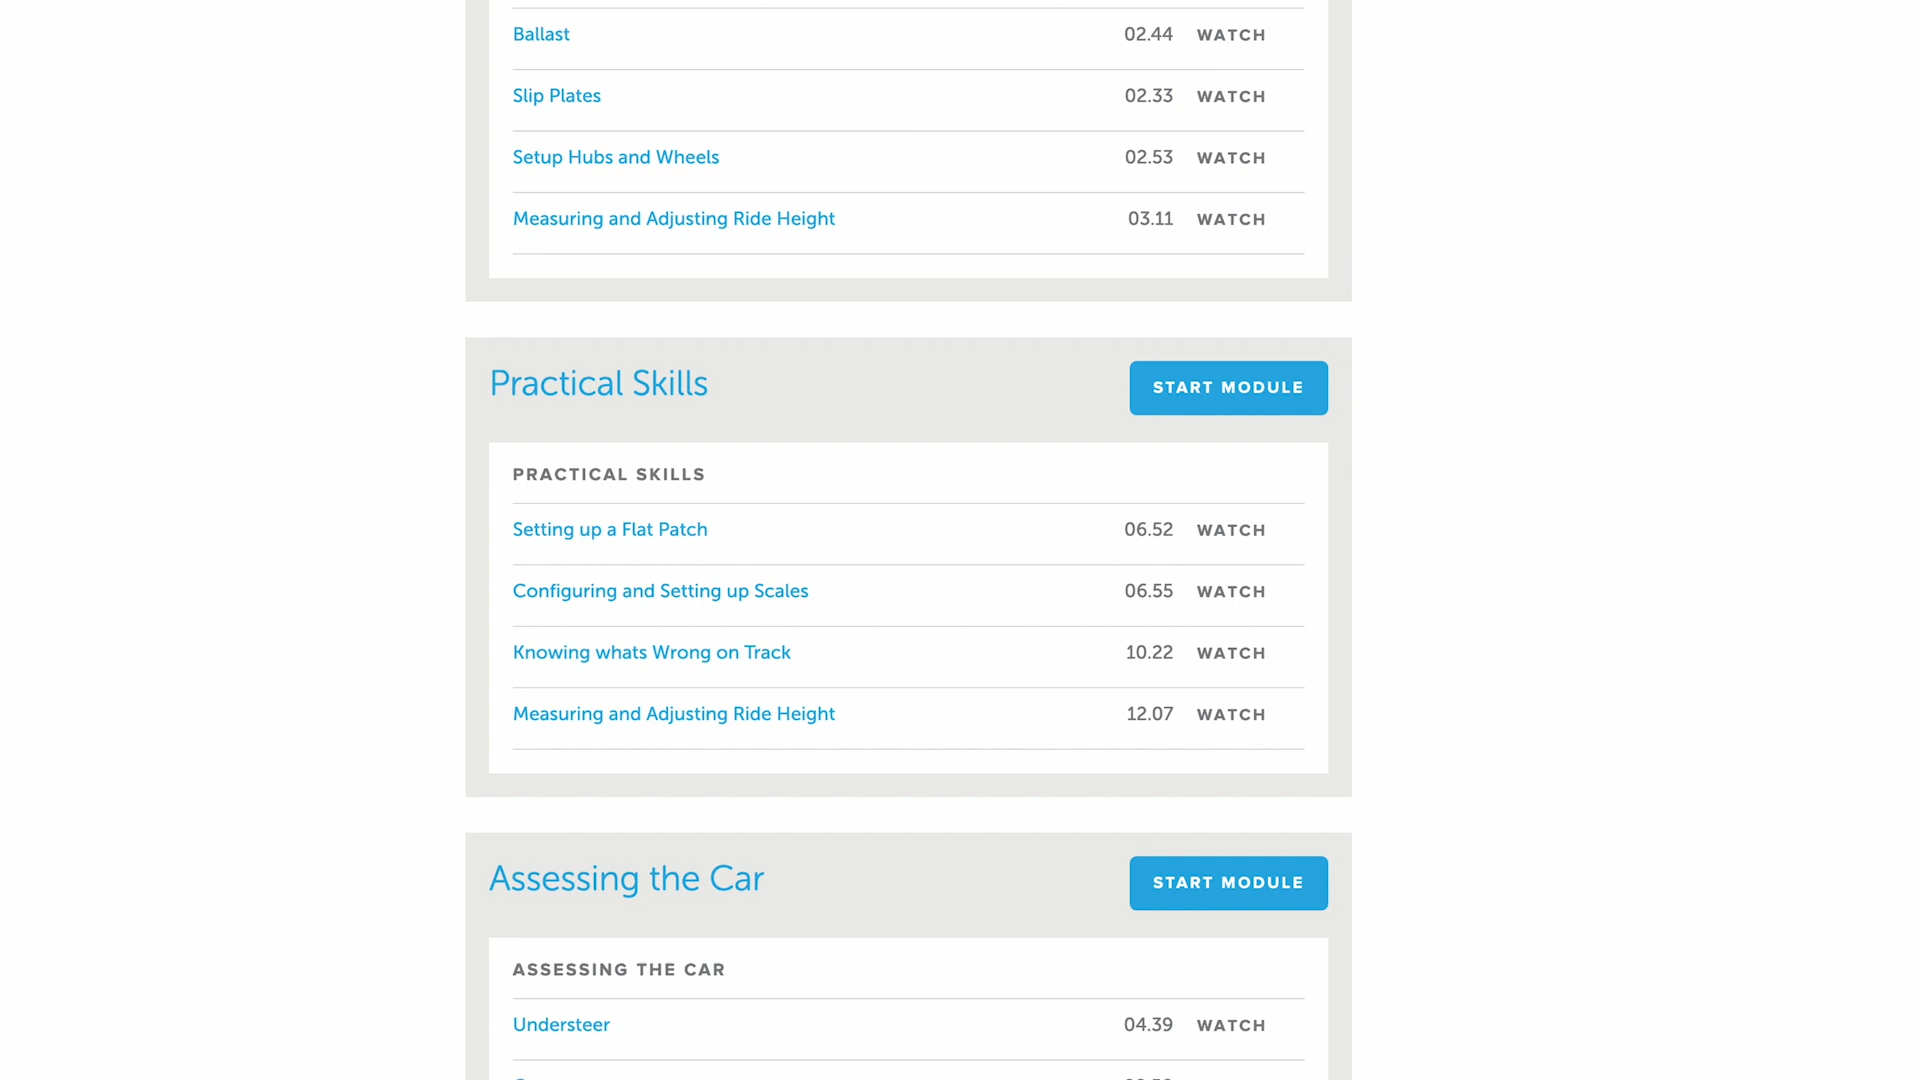 Ballast 02.44 WATCH
Slip Plates 02.33 WATCH
Setup Hubs and Wheels 02.53 WATCH
Measuring and Adjusting Ride Height 03.11 WATCH
Practical Skills START MODULE
PRACTICAL SKILLS
Setting up a Flat Patch 06.52 WATCH
Configuring and Setting up Scales 06.55 WATCH
Knowing whats Wrong on Track 10.22 WATCH
Measuring and Adjusting Ride Height 12.07 WATCH
Assessing the Car START MODULE
ASSESSING THE CAR
Understeer 04.39 WATCH